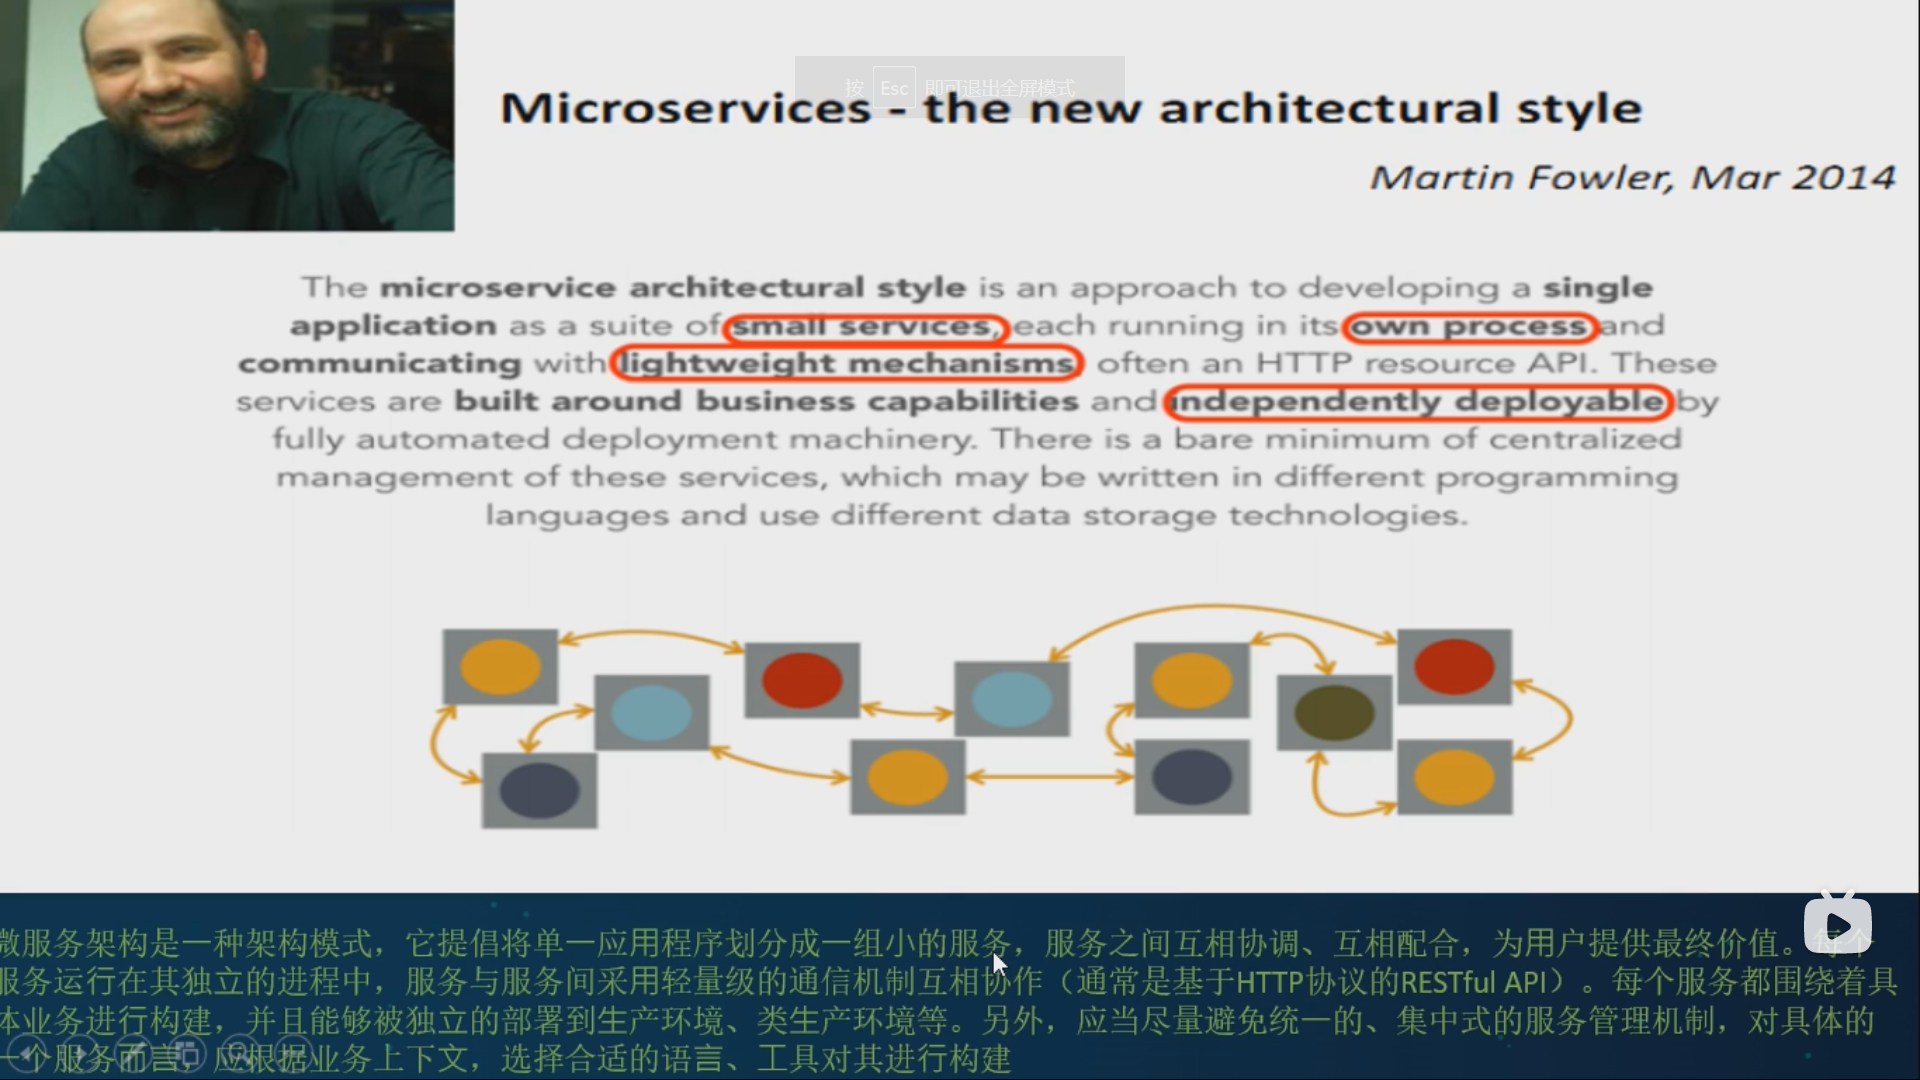 按 Esc 即可退出全屏模式
Microservices - the new architectural style
Martin Fowler, Mar 2014
The microservice architectural style is an approach to developing a single
application as a suite of small services, each running in its own process and
communicating with lightweight mechanisms, often an HTTP resource API. These
services are built around business capabilities and independently deployable by
fully automated deployment machinery. There is a bare minimum of centralized
management of these services, which may be written in different programming
languages and use different data storage technologies.
微服务架构是一种架构模式，它提倡将单一应用程序划分成一组小的服务，服务之间互相协调、互相配合，为用户提供最终价值。每个
服务运行在其独立的进程中，服务与服务间采用轻量级的通信机制互相协作（通常是基于HTTP协议的RESTful API）。每个服务都围绕着具
体业务进行构建，并且能够被独立的部署到生产环境、类生产环境等。另外，应当尽量避免统一的、集中式的服务管理机制，对具体的
一个服务而言，应根据业务上下文，选择合适的语言、工具对其进行构建